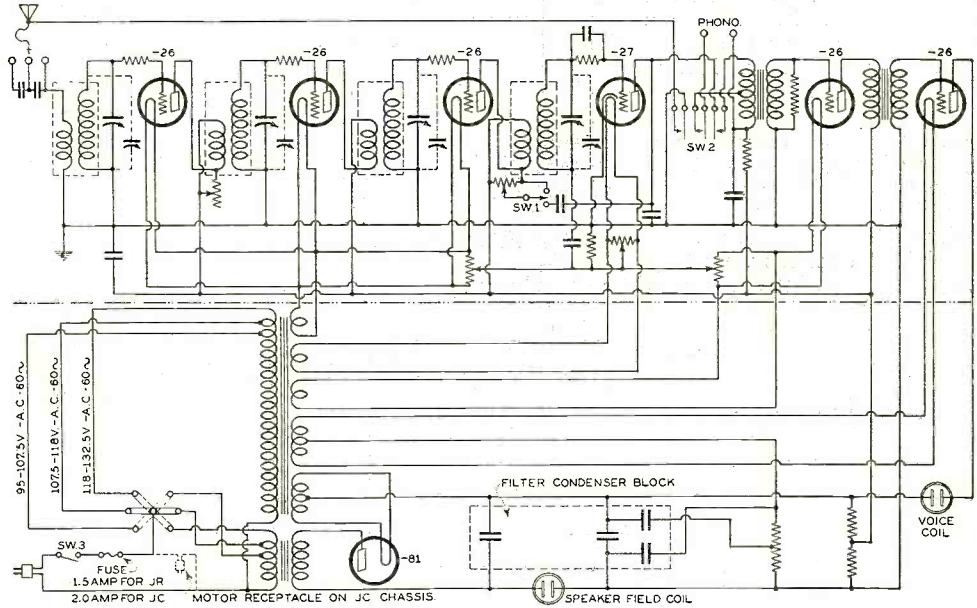 PHONO.
-26
-26
-26
-27
-26
-26
SW.2
SW.1
95-107.5V.-A.C.-60~
107.5-118V.-A.C.-60~
118-132.5V.-A.C.-60~
FILTER CONDENSER BLOCK
VOICE
COIL
SW.3
-81
FUSE
1.5 AMP FOR JR
2.0 AMP FOR JC
MOTOR RECEPTACLE ON JC CHASSIS.
SPEAKER FIELD COIL